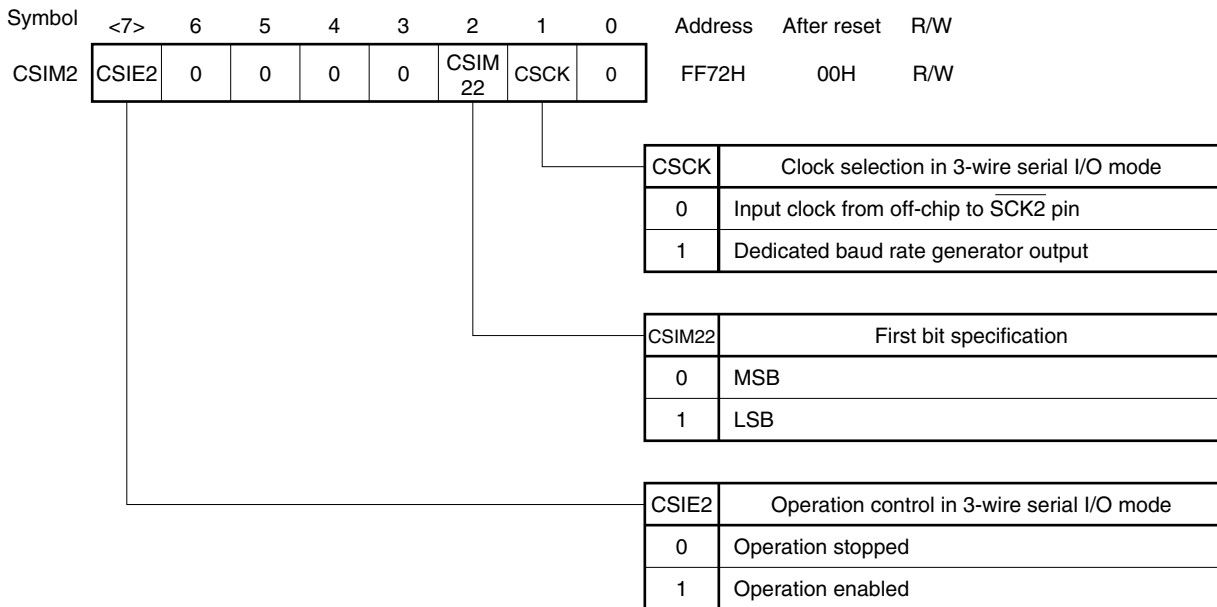 Symbol <7> 6 5 4 3 2 1 0 Address After reset R/W
CSIM2 CSIE2 0 0 0 0 CSIM 22 CSCK 0 FF72H 00H R/W
CSCK Clock selection in 3-wire serial I/O mode
0 Input clock from off-chip to S̅C̅K̅2̅ pin
1 Dedicated baud rate generator output
CSIM22 First bit specification
0 MSB
1 LSB
CSIE2 Operation control in 3-wire serial I/O mode
0 Operation stopped
1 Operation enabled